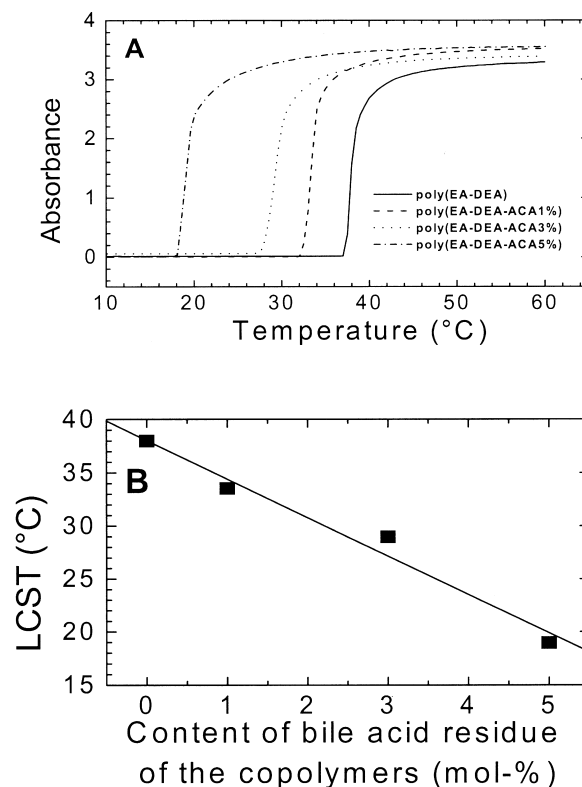 A
4
3
2
1
0
Absorbance
poly(EA-DEA)
poly(EA-DEA-ACA1%)
poly(EA-DEA-ACA3%)
poly(EA-DEA-ACA5%)
10 20 30 40 50 60
Temperature (°C)
B
40
35
30
25
20
15
LCST (°C)
0 1 2 3 4 5
Content of bile acid residue
of the copolymers (mol-%)